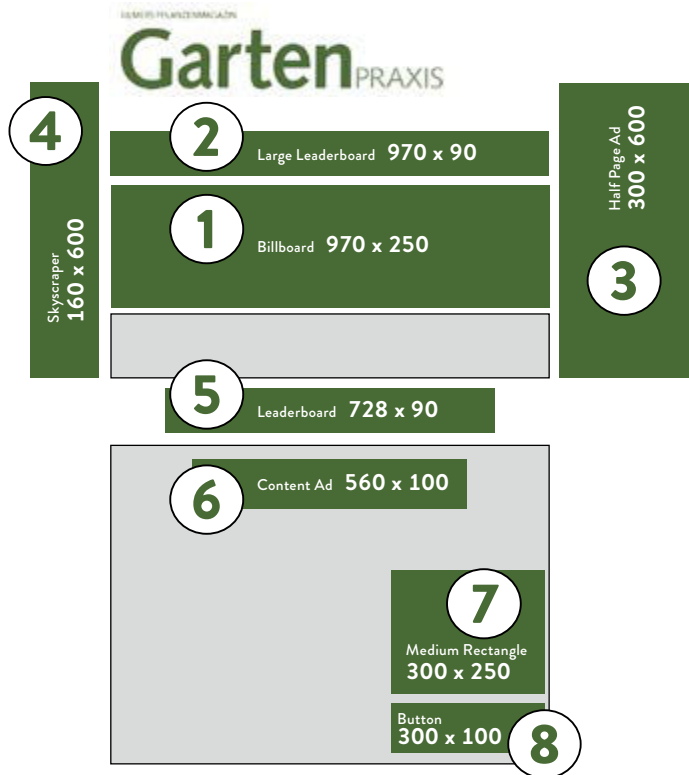 Garten PRAXIS
4
2
Large Leaderboard 970 x 90
Half Page Ad
300 x 600
1
Billboard 970 x 250
Skyscraper
160 x 600
3
5
Leaderboard 728 x 90
6
Content Ad 560 x 100
7
Medium Rectangle
300 x 250
Button
300 x 100
8